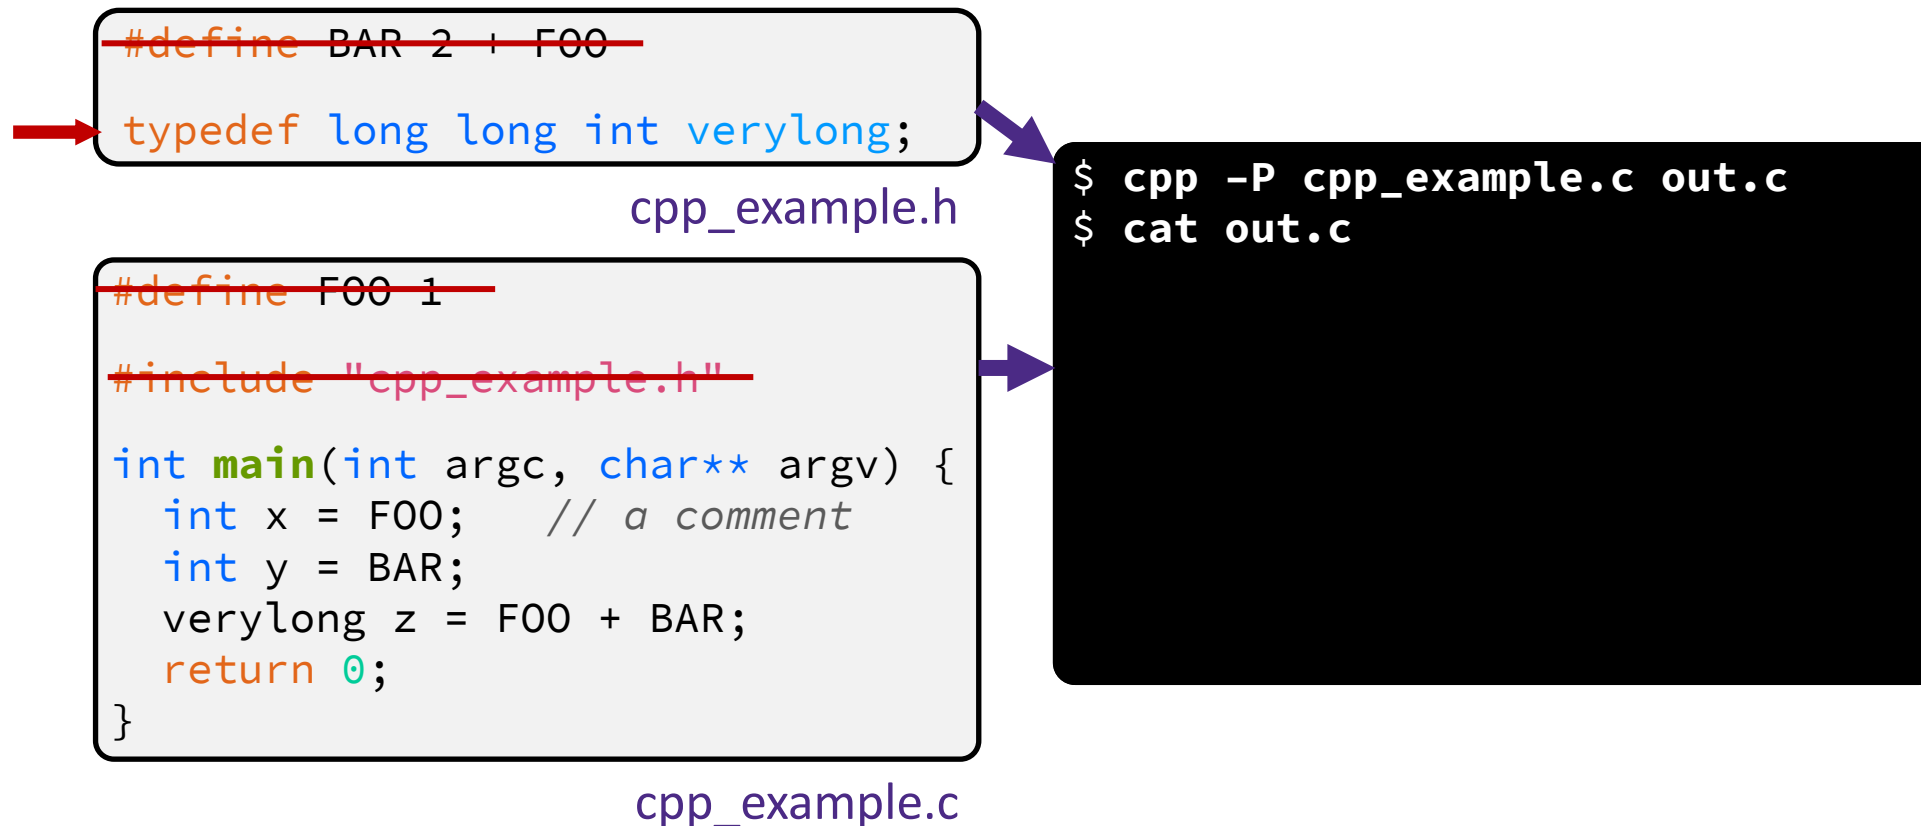 #define BAR 2 + FOO
typedef long long int verylong;
cpp_example.h
#define FOO 1
#include "cpp_example.h"
int main(int argc, char** argv) {
  int x = FOO;   // a comment
  int y = BAR;
  verylong z = FOO + BAR;
  return 0;
}
cpp_example.c
$ cpp –P cpp_example.c out.c
$ cat out.c